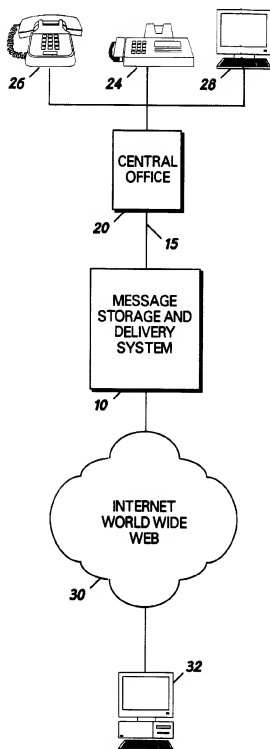 26
24
28
CENTRAL
OFFICE
20
15
MESSAGE
STORAGE AND
DELIVERY
SYSTEM
10
INTERNET
WORLD WIDE
WEB
30
32